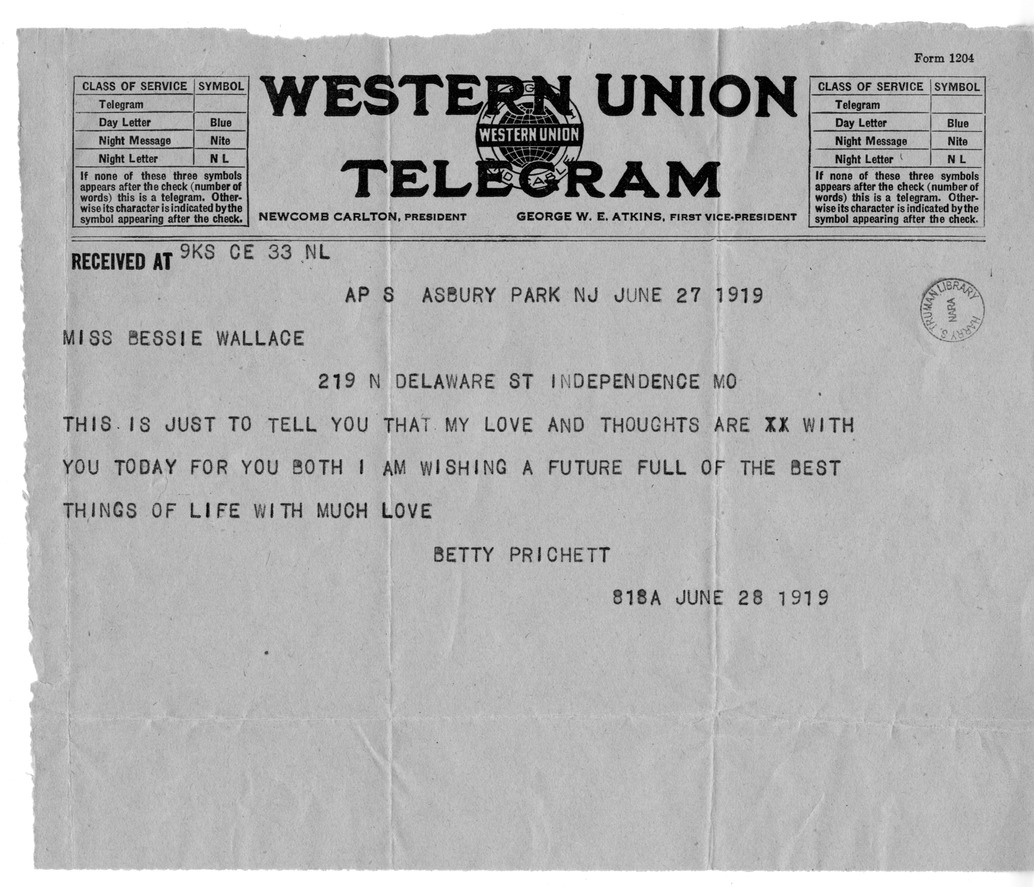 Form 1204
CLASS OF SERVICE SYMBOL
Telegram
Day Letter Blue
Night Message Nite
Night Letter N L
If none of these three symbols
appears after the check (number of
words) this is a telegram. Other-
wise its character is indicated by the
symbol appearing after the check.
WESTERN UNION
WESTERN UNION
TELEGRAM
NEWCOMB CARLTON, PRESIDENT GEORGE W. E. ATKINS, FIRST VICE-PRESIDENT
CLASS OF SERVICE SYMBOL
Telegram
Day Letter Blue
Night Message Nite
Night Letter N L
If none of these three symbols
appears after the check (number of
words) this is a telegram. Other-
wise its character is indicated by the
symbol appearing after the check.
RECEIVED AT 9KS CE 33 NL
AP S ASBURY PARK NJ JUNE 27 1919
HARRY S. TRUMAN LIBRARY
NARA
MISS BESSIE WALLACE
219 N DELAWARE ST INDEPENDENCE MO
THIS IS JUST TO TELL YOU THAT MY LOVE AND THOUGHTS ARE XX WITH
YOU TODAY FOR YOU BOTH I AM WISHING A FUTURE FULL OF THE BEST
THINGS OF LIFE WITH MUCH LOVE
BETTY PRICHETT
818A JUNE 28 1919